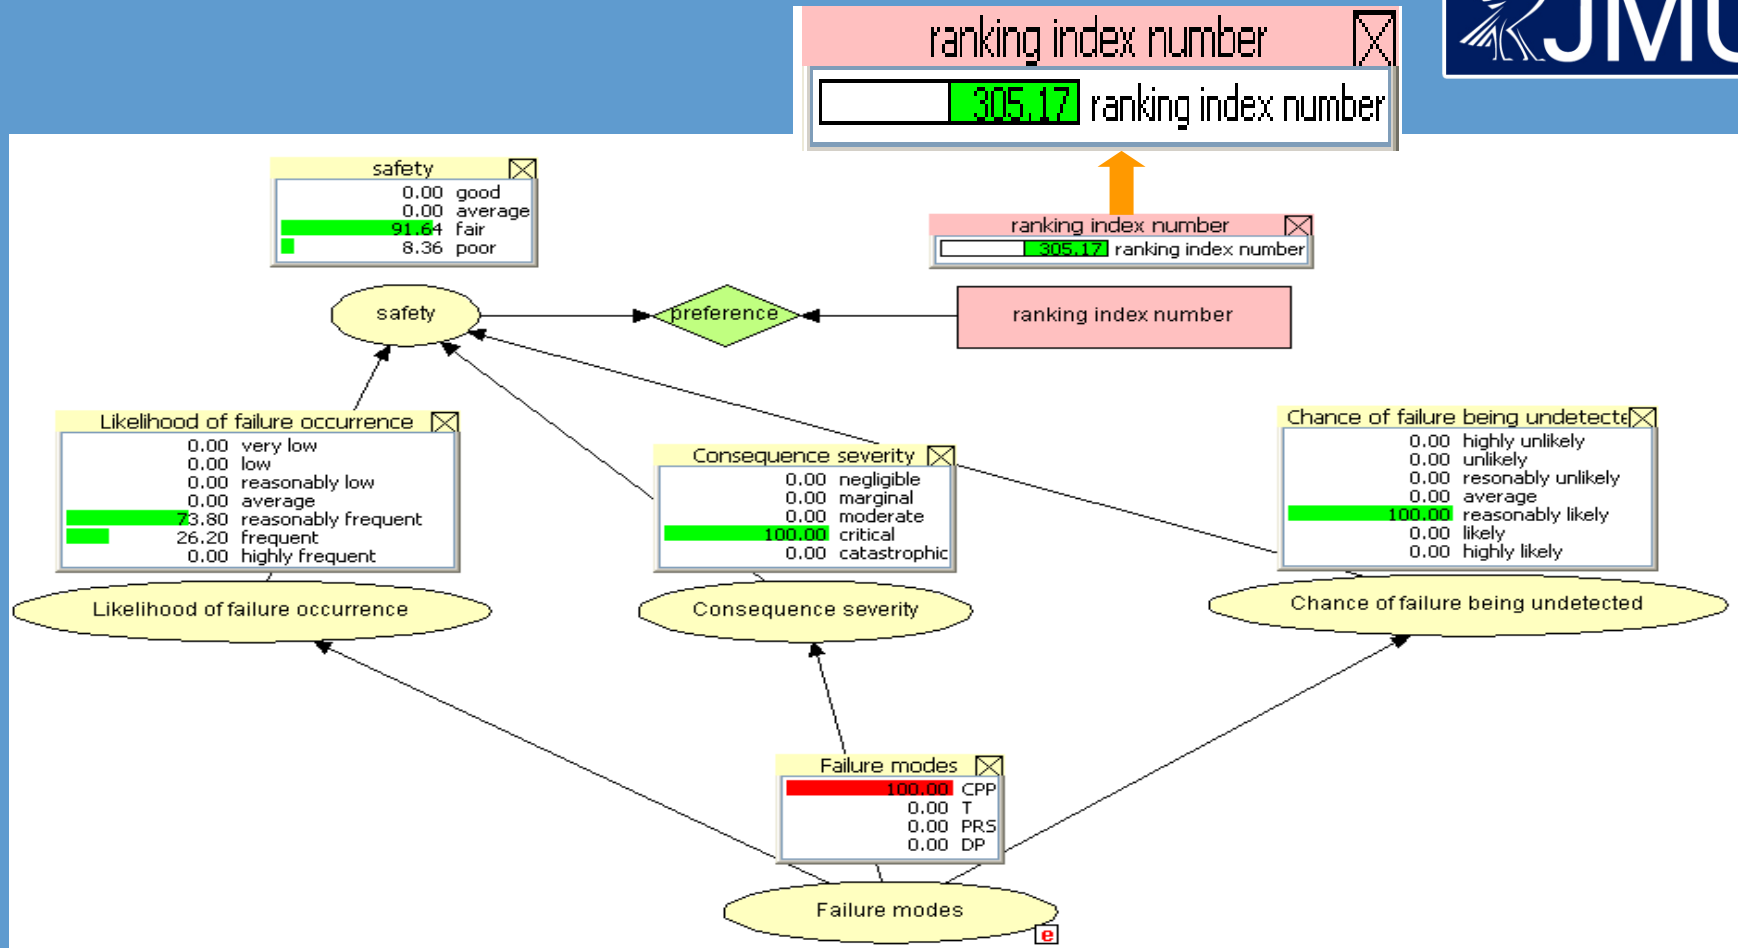 JMU
ranking index number
305.17 ranking index number
safety
0.00 good
0.00 average
91.64 fair
8.36 poor
ranking index number
305.17 ranking index number
safety
preference
ranking index number
Likelihood of failure occurrence
0.00 very low
0.00 low
0.00 reasonably low
0.00 average
73.80 reasonably frequent
26.20 frequent
0.00 highly frequent
Consequence severity
0.00 negligible
0.00 marginal
0.00 moderate
100.00 critical
0.00 catastrophic
Chance of failure being undetecte
0.00 highly unlikely
0.00 unlikely
0.00 resonably unlikely
0.00 average
100.00 reasonably likely
0.00 likely
0.00 highly likely
Likelihood of failure occurrence
Consequence severity
Chance of failure being undetected
Failure modes
100.00 CPP
0.00 T
0.00 PRS
0.00 DP
Failure modes
e